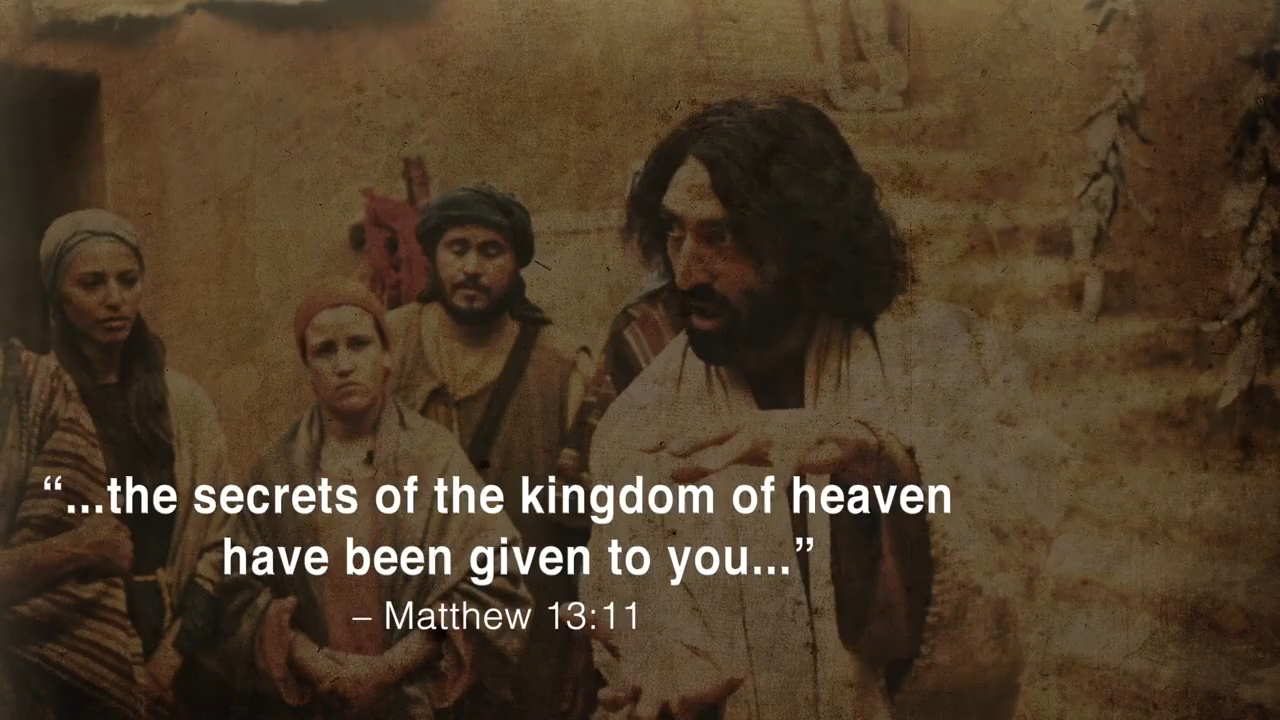 “...the secrets of the kingdom of heaven
have been given to you...”
– Matthew 13:11